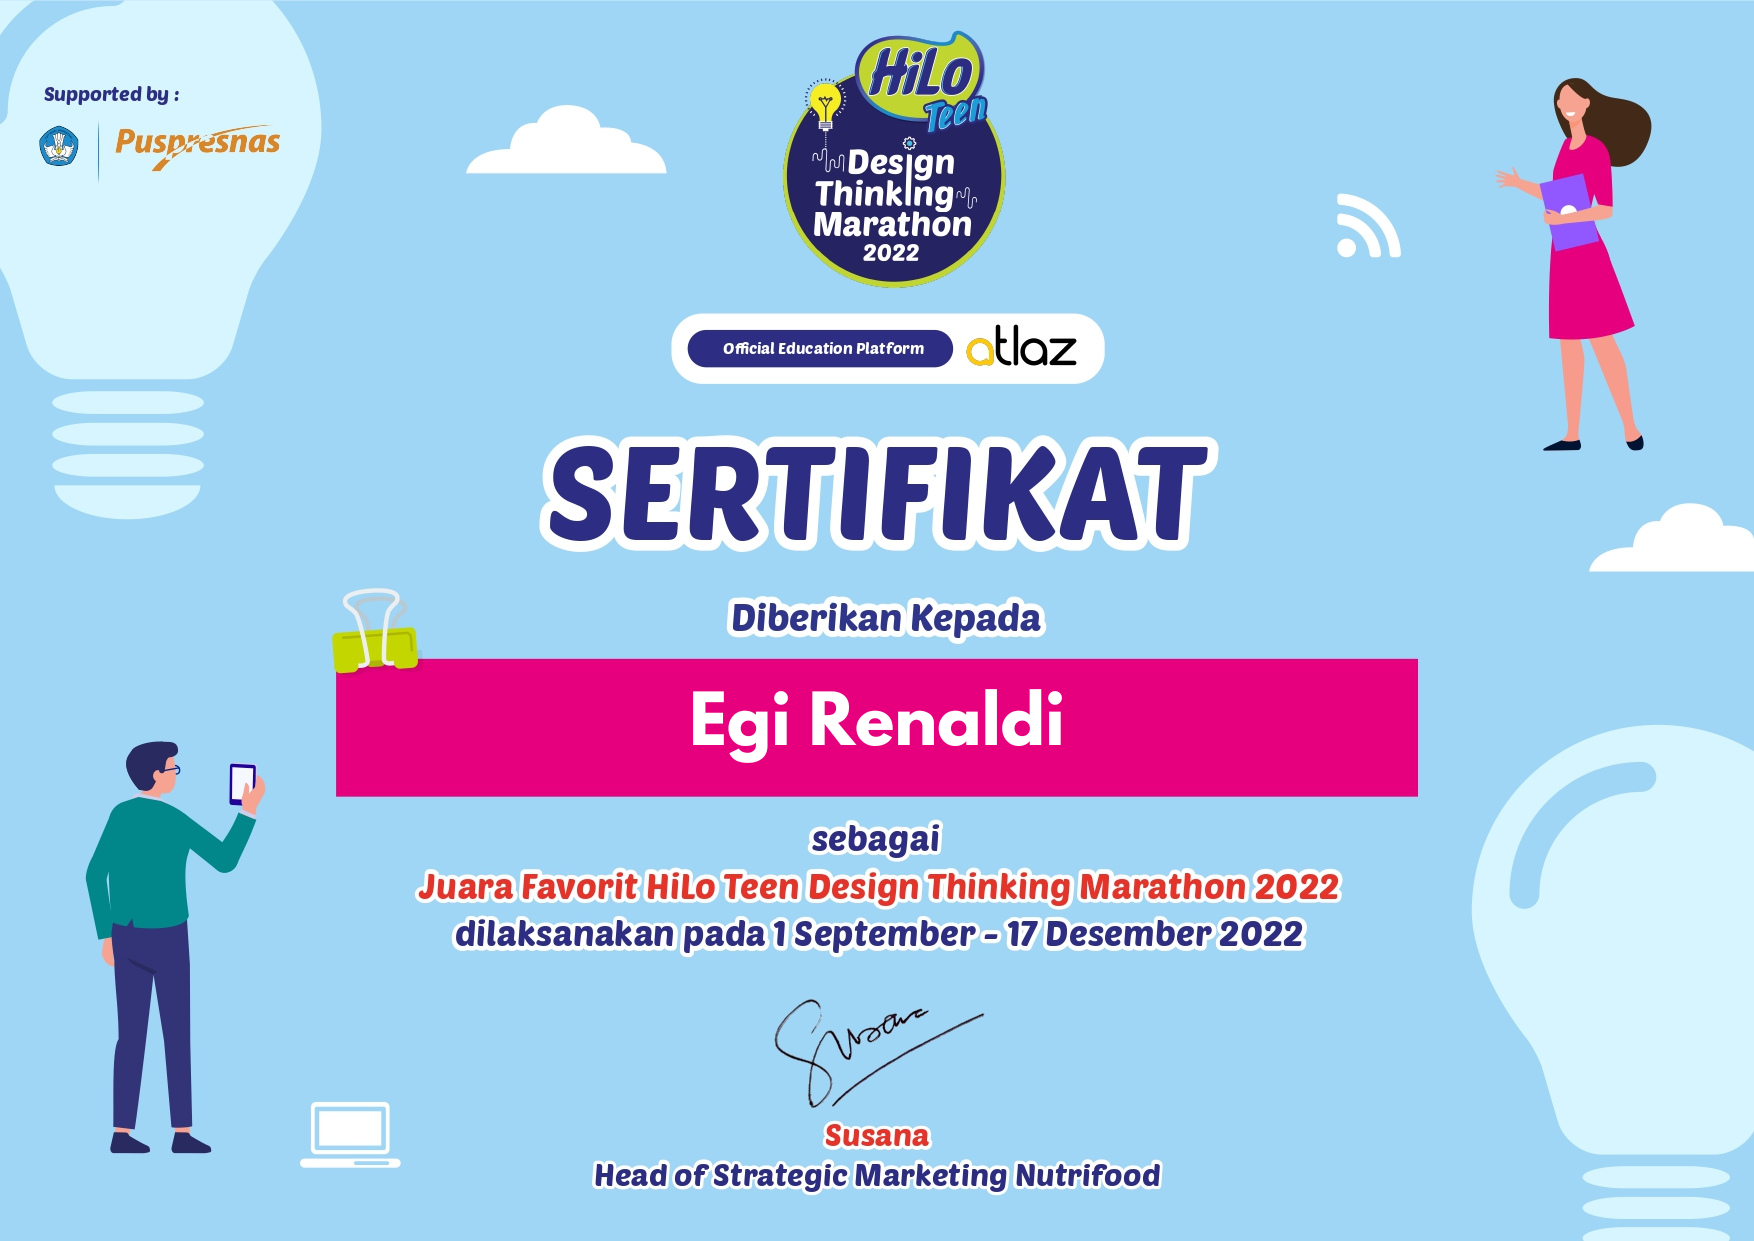 Supported by :
Puspresnas
HiLo
Teen
Design
Thinking
Marathon
2022
Official Education Platform
atlaz
SERTIFIKAT
Diberikan Kepada
Egi Renaldi
sebagai
Juara Favorit HiLo Teen Design Thinking Marathon 2022
dilaksanakan pada 1 September - 17 Desember 2022
Susana
Susana
Head of Strategic Marketing Nutrifood